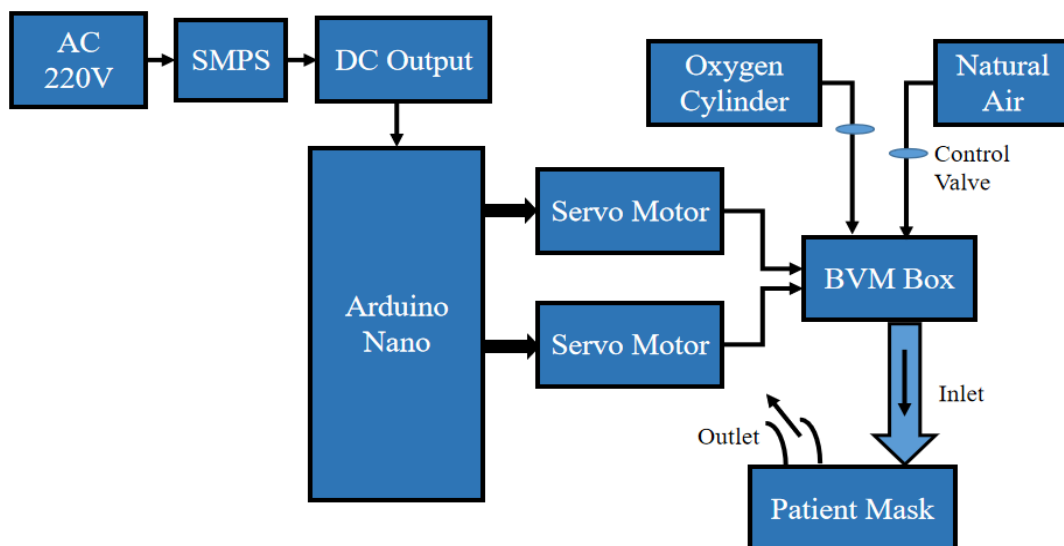 AC
220V
SMPS
DC Output
Oxygen
Cylinder
Natural
Air
Control
Valve
Servo Motor
BVM Box
Arduino
Nano
Servo Motor
Inlet
Outlet
Patient Mask